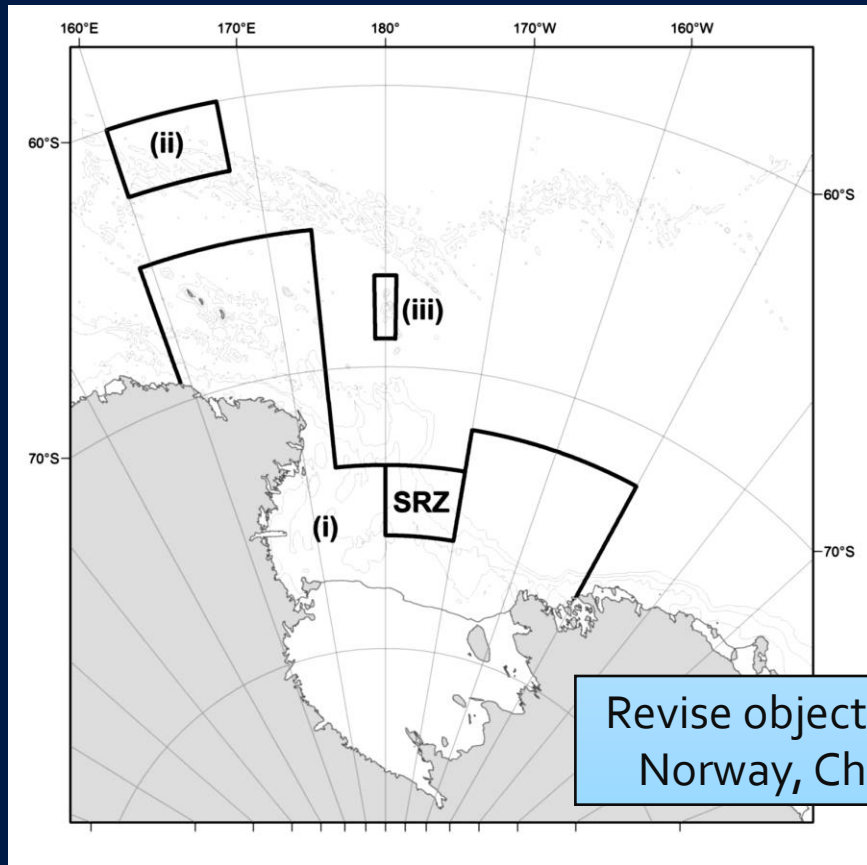 160°E 170°E 180° 170°W 160°W
(ii)
60°S
60°S
(iii)
70°S
SRZ
(i)
70°S
Revise object
Norway, Ch